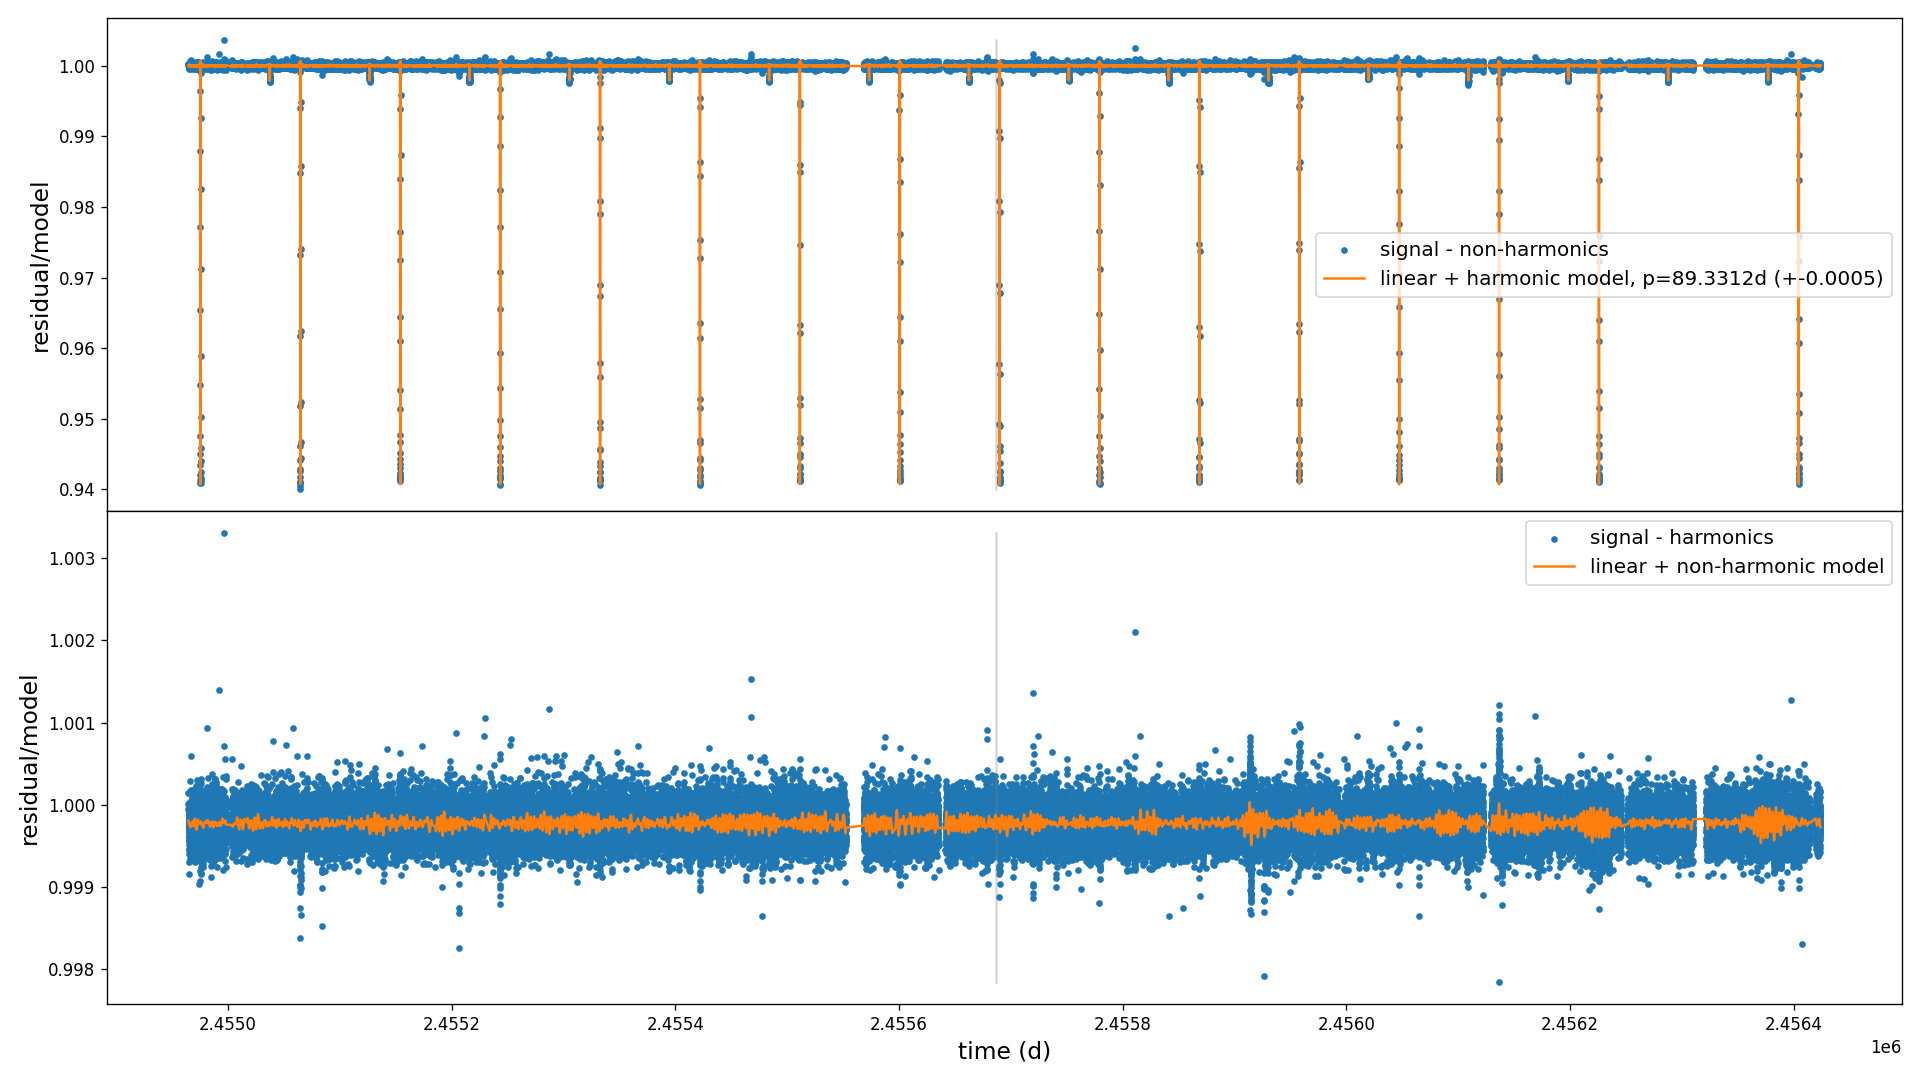 residual/model
1.00
0.99
0.98
0.97
0.96
0.95
0.94
signal - non-harmonics
linear + harmonic model, p=89.3312d (+-0.0005)
residual/model
1.003
1.002
1.001
1.000
0.999
0.998
signal - harmonics
linear + non-harmonic model
2.4550
2.4552
2.4554
2.4556
2.4558
2.4560
2.4562
2.4564
time (d)
1e6